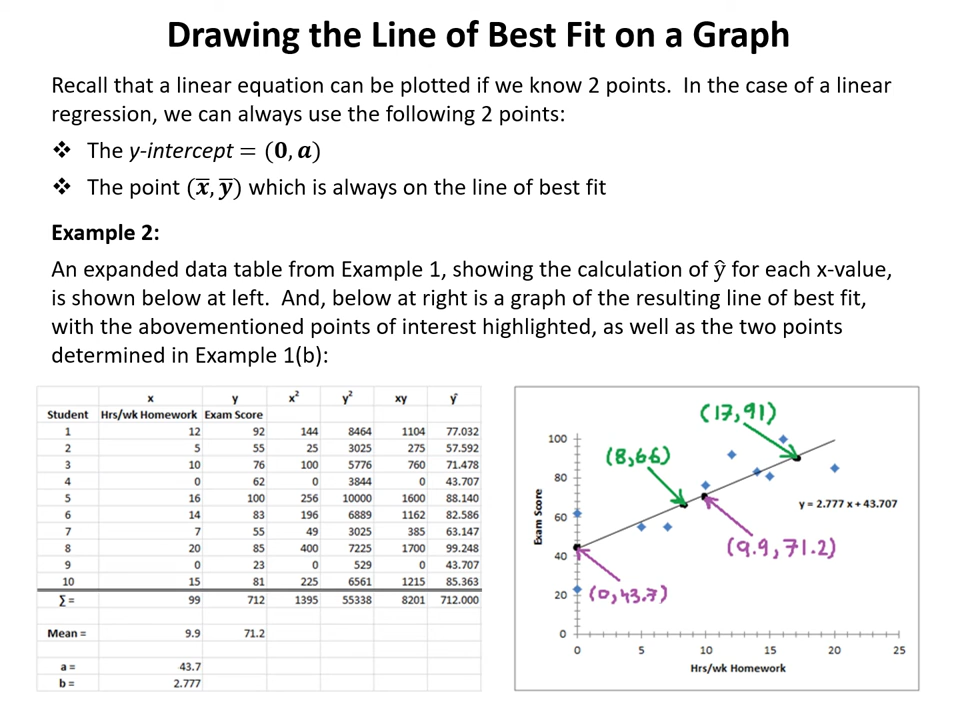 Drawing the Line of Best Fit on a Graph
Recall that a linear equation can be plotted if we know 2 points.  In the case of a linear
regression, we can always use the following 2 points:
❖ The y-intercept = (0, a)
❖ The point (x̅, y̅) which is always on the line of best fit
Example 2:
An expanded data table from Example 1, showing the calculation of ŷ for each x-value,
is shown below at left.  And, below at right is a graph of the resulting line of best fit,
with the abovementioned points of interest highlighted, as well as the two points
determined in Example 1(b):
x y x² y² xy ŷ
Student Hrs/wk Homework Exam Score
1 12 92 144 8464 1104 77.032
2 5 55 25 3025 275 57.592
3 10 76 100 5776 760 71.478
4 0 62 0 3844 0 43.707
5 16 100 256 10000 1600 88.140
6 14 83 196 6889 1162 82.586
7 7 55 49 3025 385 63.147
8 20 85 400 7225 1700 99.248
9 0 23 0 529 0 43.707
10 15 81 225 6561 1215 85.363
Σ = 99 712 1395 55338 8201 712.000
Mean = 9.9 71.2
a = 43.7
b = 2.777
(17,91)
100
(8,66)
80
y = 2.777 x + 43.707
60
Exam Score
(9.9, 71.2)
40
20
(0,43.7)
0
0 5 10 15 20 25
Hrs/wk Homework